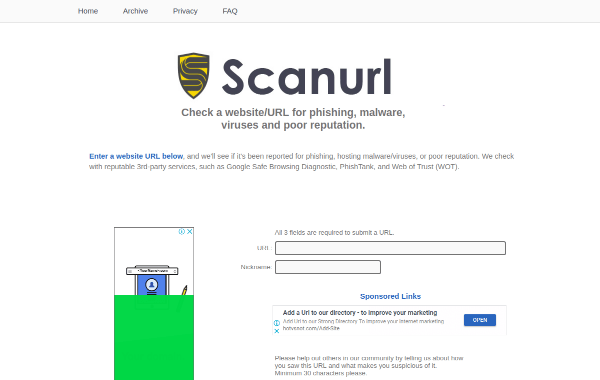 Home Archive Privacy FAQ
Scanurl
Check a website/URL for phishing, malware,
viruses and poor reputation.
Enter a website URL below, and we'll see if it's been reported for phishing, hosting malware/viruses, or poor reputation. We check
with reputable 3rd-party services, such as Google Safe Browsing Diagnostic, PhishTank, and Web of Trust (WOT).
All 3 fields are required to submit a URL.
URL:
Nickname:
Sponsored Links
Add a Url to our directory - to improve your marketing
Add Url to our Strong Directory To improve your internet marketing
/Add-Site
OPEN
Please help out others in our community by telling us about how
you saw this URL and what makes you suspicious of it.
Minimum 30 characters please.